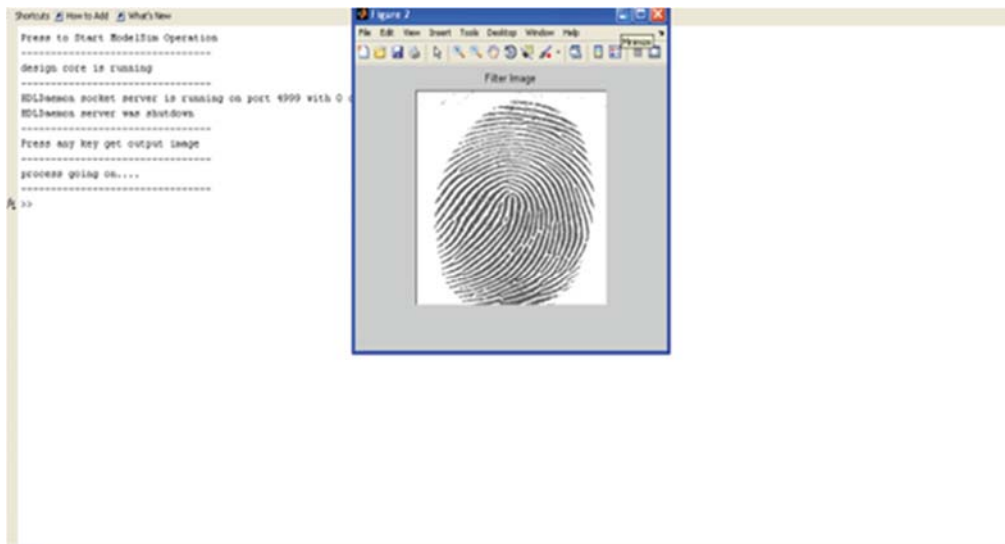 Shortcuts How to Add What's New
Press to Start ModelSim Operation
--------------------------------
design core is running
--------------------------------
HDLDaemon socket server is running on port 4999 with 0
HDLDaemon server was shutdown
--------------------------------
Press any key get output image
--------------------------------
process going on....
--------------------------------
>>
Figure 2
File Edit View Insert Tools Desktop Window Help
Minimize
Filter Image